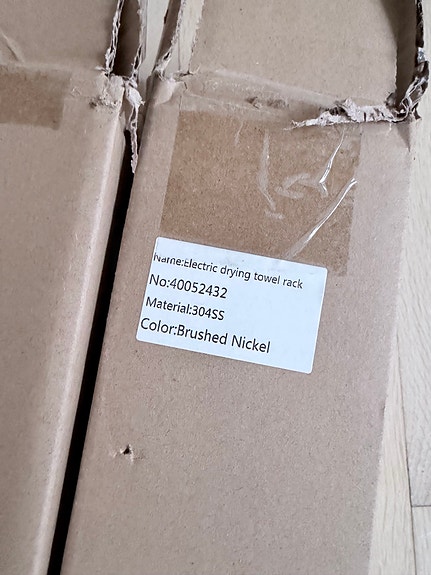 Name:Electric drying towel rack
No:40052432
Material:304SS
Color:Brushed Nickel